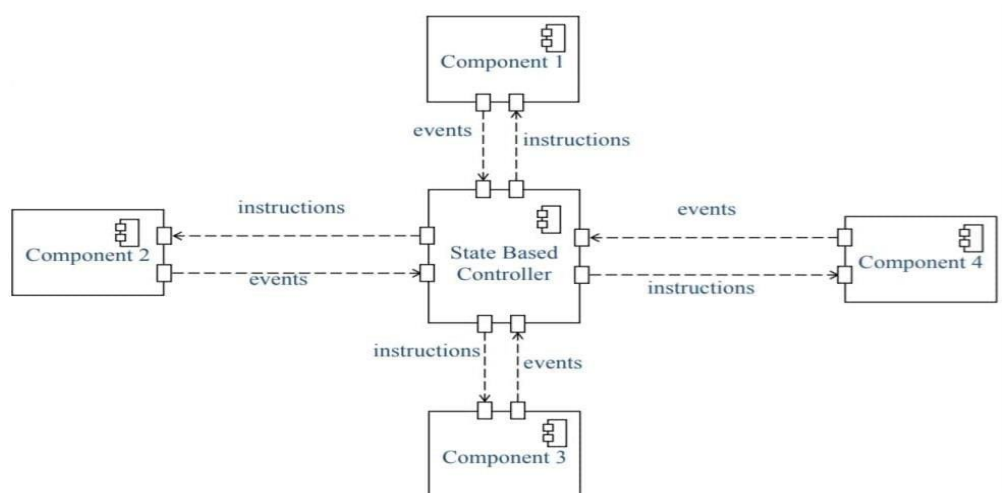 Component 1
events
instructions
instructions
events
Component 2
State Based
Controller
Component 4
events
instructions
instructions
events
Component 3